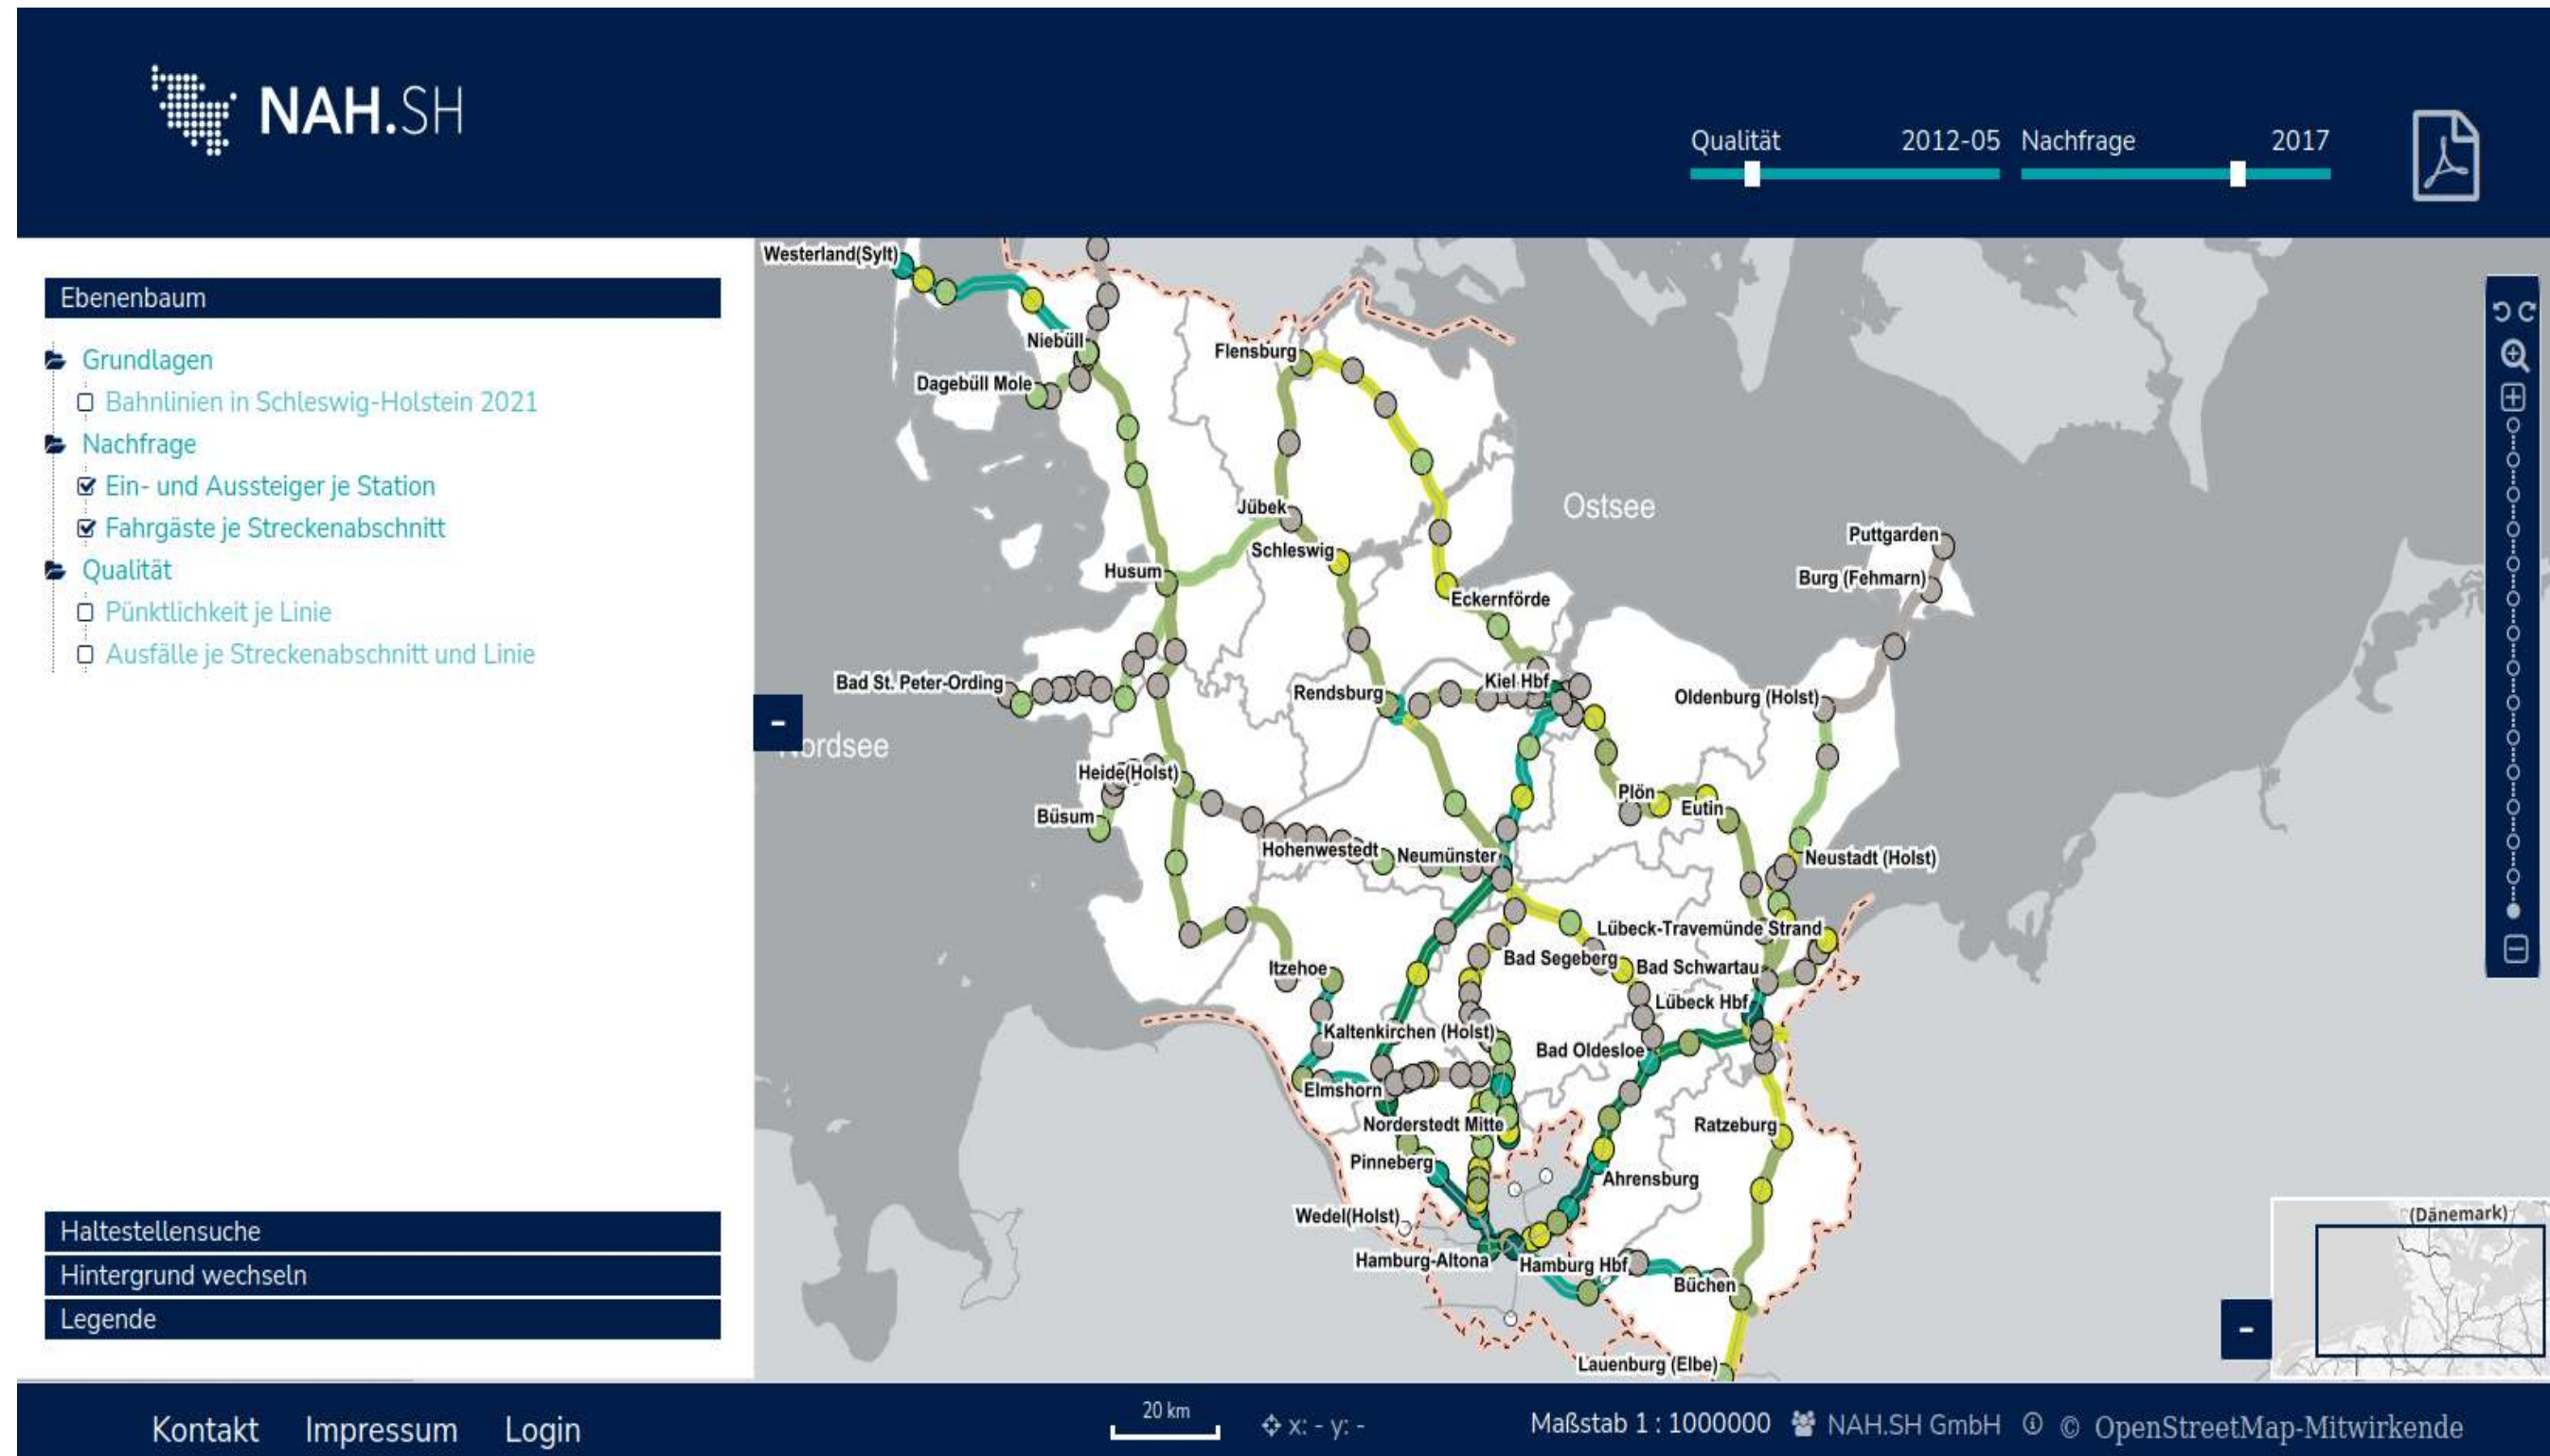 NAH.SH
Qualität 2012-05 Nachfrage 2017
Ebenenbaum
Grundlagen
Bahnlinien in Schleswig-Holstein 2021
Nachfrage
Ein- und Aussteiger je Station
Fahrgäste je Streckenabschnitt
Qualität
Pünktlichkeit je Linie
Ausfälle je Streckenabschnitt und Linie
Haltestellensuche
Hintergrund wechseln
Legende
Westerland(Sylt)
Niebüll
Flensburg
Dagebüll Mole
Jübek
Ostsee
Puttgarden
Schleswig
Husum
Burg (Fehmarn)
Eckernförde
Bad St. Peter-Ording
Kiel Hbf
Rendsburg
Oldenburg (Holst)
ordsee
Heide(Holst)
Plön
Eutin
Büsum
Hohenwestedt
Neumünster
Neustadt (Holst)
Lübeck-Travemünde Strand
Bad Segeberg
Bad Schwartau
Itzehoe
Lübeck Hbf
Kaltenkirchen (Holst)
Bad Oldesloe
Elmshorn
Norderstedt Mitte
Ratzeburg
Pinneberg
Ahrensburg
Wedel(Holst)
(Dänemark)
Hamburg-Altona
Hamburg Hbf
Büchen
Lauenburg (Elbe)
Kontakt Impressum Login
20 km
x: - y: -
Maßstab 1 : 1000000 NAH.SH GmbH © OpenStreetMap-Mitwirkende